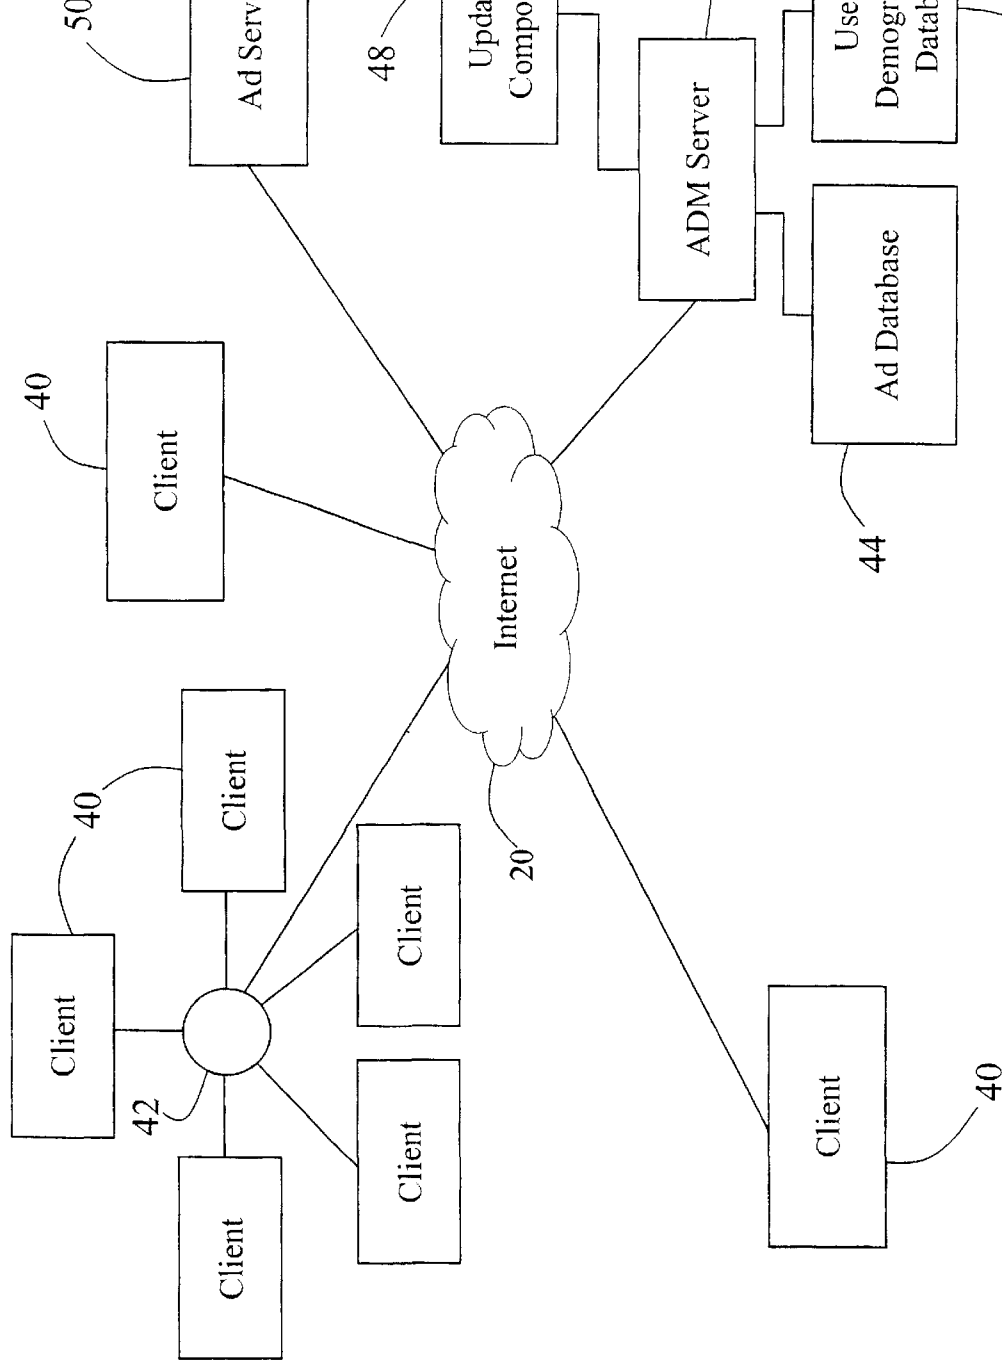 40
Client
50
40
42
Client
Client
Client
Ad Serv
48
Client
Client
Upda
Compo
Internet
20
ADM Server
Client
Use
Demogr
Datab
Ad Database
44
40